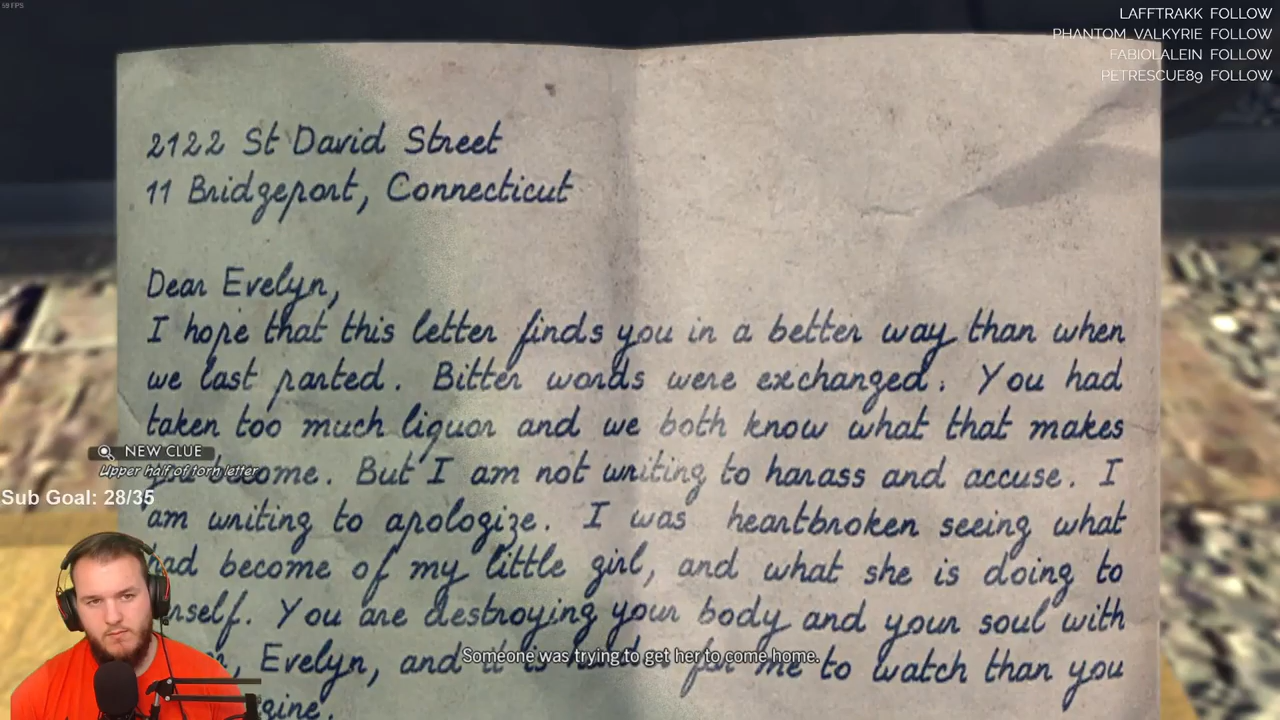 59 FPS
LAFFTRAKK FOLLOW
PHANTOM_VALKYRIE FOLLOW
FABIOLALEIN FOLLOW
PETRESCUE89 FOLLOW
2122 St David Street
11 Bridgeport, Connecticut
Dear Evelyn,
I hope that this letter finds you in a better way than when
we last parted. Bitter words were exchanged. You had
taken too much liquor and we both know what that makes
NEW CLUE
Upper half of torn letter
you become. But I am not writing to harass and accuse. I
Sub Goal: 28/35
am writing to apologize. I was heartbroken seeing what
had become of my little girl, and what she is doing to
You are destroying your body and your soul with
Evelyn, and it is for me to watch than you
Someone was trying to get her to come home.